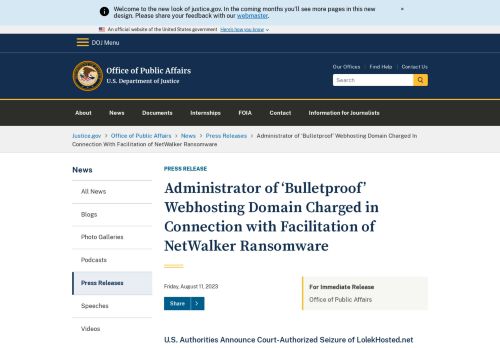 Welcome to the new look of justice.gov. In the coming months you'll see more pages in this new
design. Please share your feedback with our webmaster.
An official website of the United States government Here's how you know
DOJ Menu
Office of Public Affairs
U.S. Department of Justice
Our Offices Find Help Contact Us
Search
About News Documents Internships FOIA Contact Information for Journalists
Justice.gov > Office of Public Affairs > News > Press Releases > Administrator of 'Bulletproof' Webhosting Domain Charged In
Connection With Facilitation of NetWalker Ransomware
News
All News
Blogs
Photo Galleries
Podcasts
Press Releases
Speeches
Videos
PRESS RELEASE
Administrator of ‘Bulletproof’
Webhosting Domain Charged in
Connection with Facilitation of
NetWalker Ransomware
Friday, August 11, 2023
Share >
For Immediate Release
Office of Public Affairs
U.S. Authorities Announce Court-Authorized Seizure of LolekHosted.net